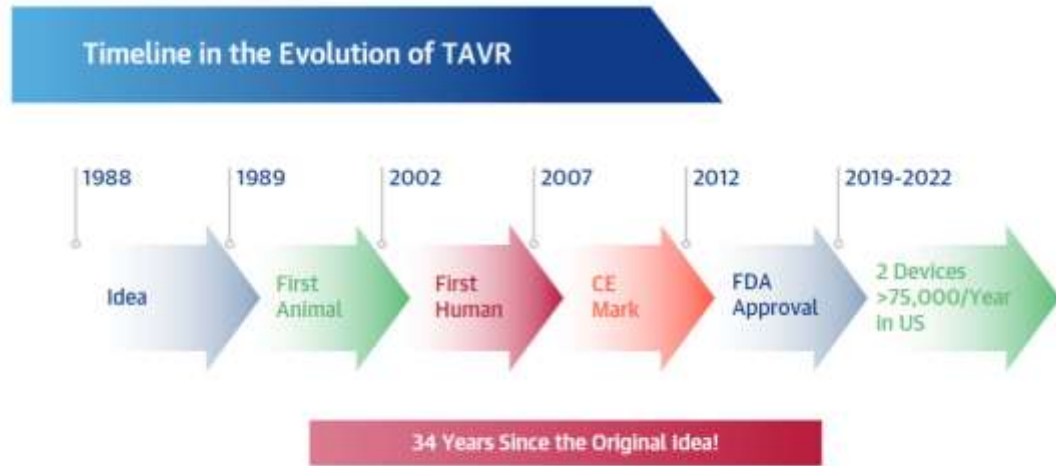 Timeline in the Evolution of TAVR
1988
1989
2002
2007
2012
2019-2022
Idea
First
Animal
First
Human
CE
Mark
FDA
Approval
2 Devices
>75,000/Year
in US
34 Years Since the Original Idea!